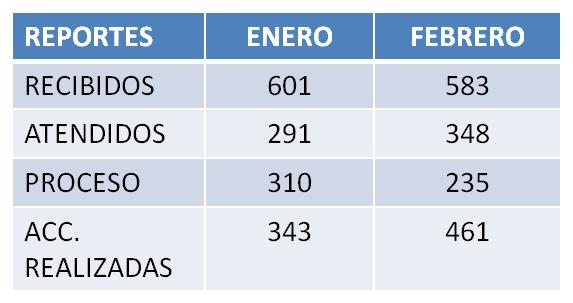 REPORTES ENERO FEBRERO
RECIBIDOS 601 583
ATENDIDOS 291 348
PROCESO 310 235
ACC. 343 461
REALIZADAS